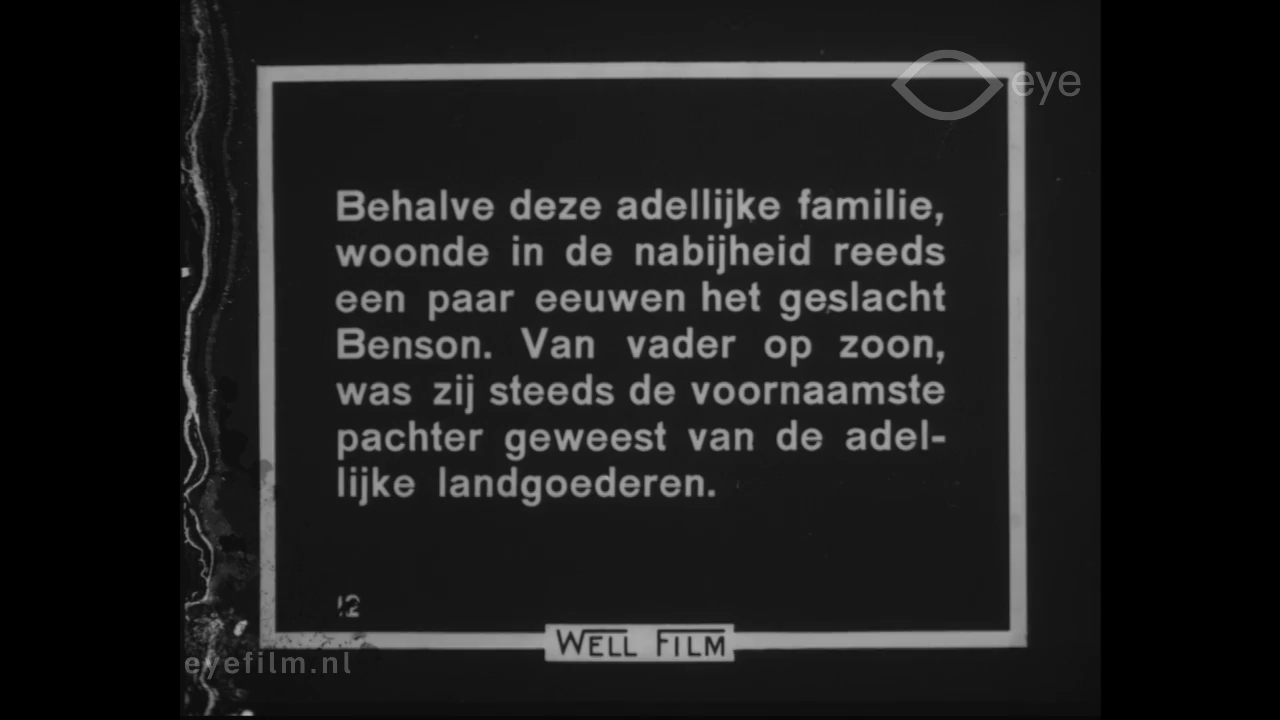 eye
Behalve deze adellijke familie,
woonde in de nabijheid reeds
een paar eeuwen het geslacht
Benson. Van vader op zoon,
was zij steeds de voornaamste
pachter geweest van de adel-
lijke landgoederen.
12
WELL FILM
eyefilm.nl